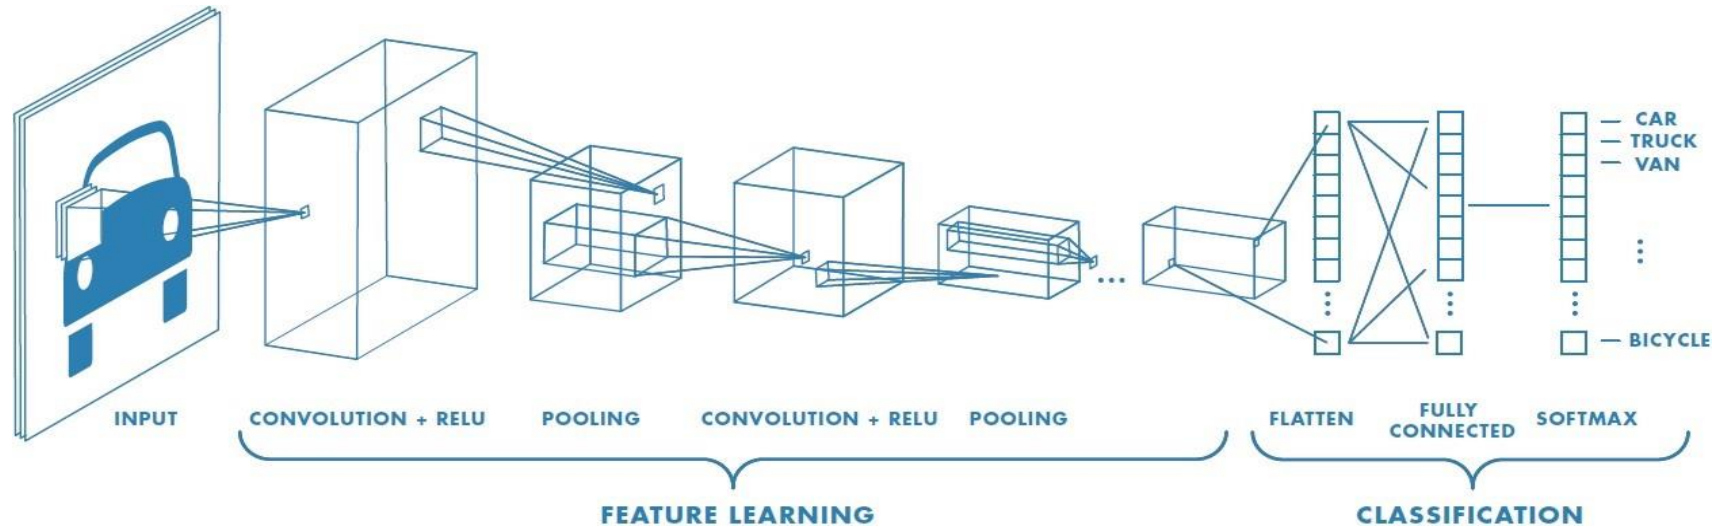 CAR
TRUCK
VAN
BICYCLE
INPUT
CONVOLUTION + RELU
POOLING
CONVOLUTION + RELU
POOLING
FLATTEN
FULLY
CONNECTED
SOFTMAX
FEATURE LEARNING
CLASSIFICATION